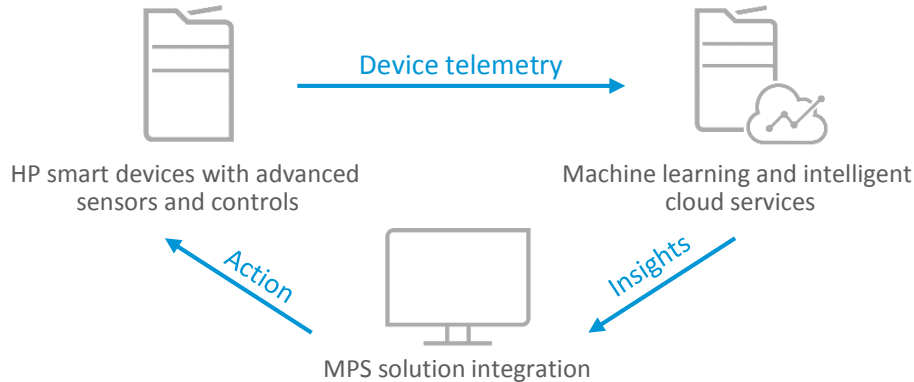 Device telemetry
HP smart devices with advanced
sensors and controls
Machine learning and intelligent
cloud services
Action
Insights
MPS solution integration